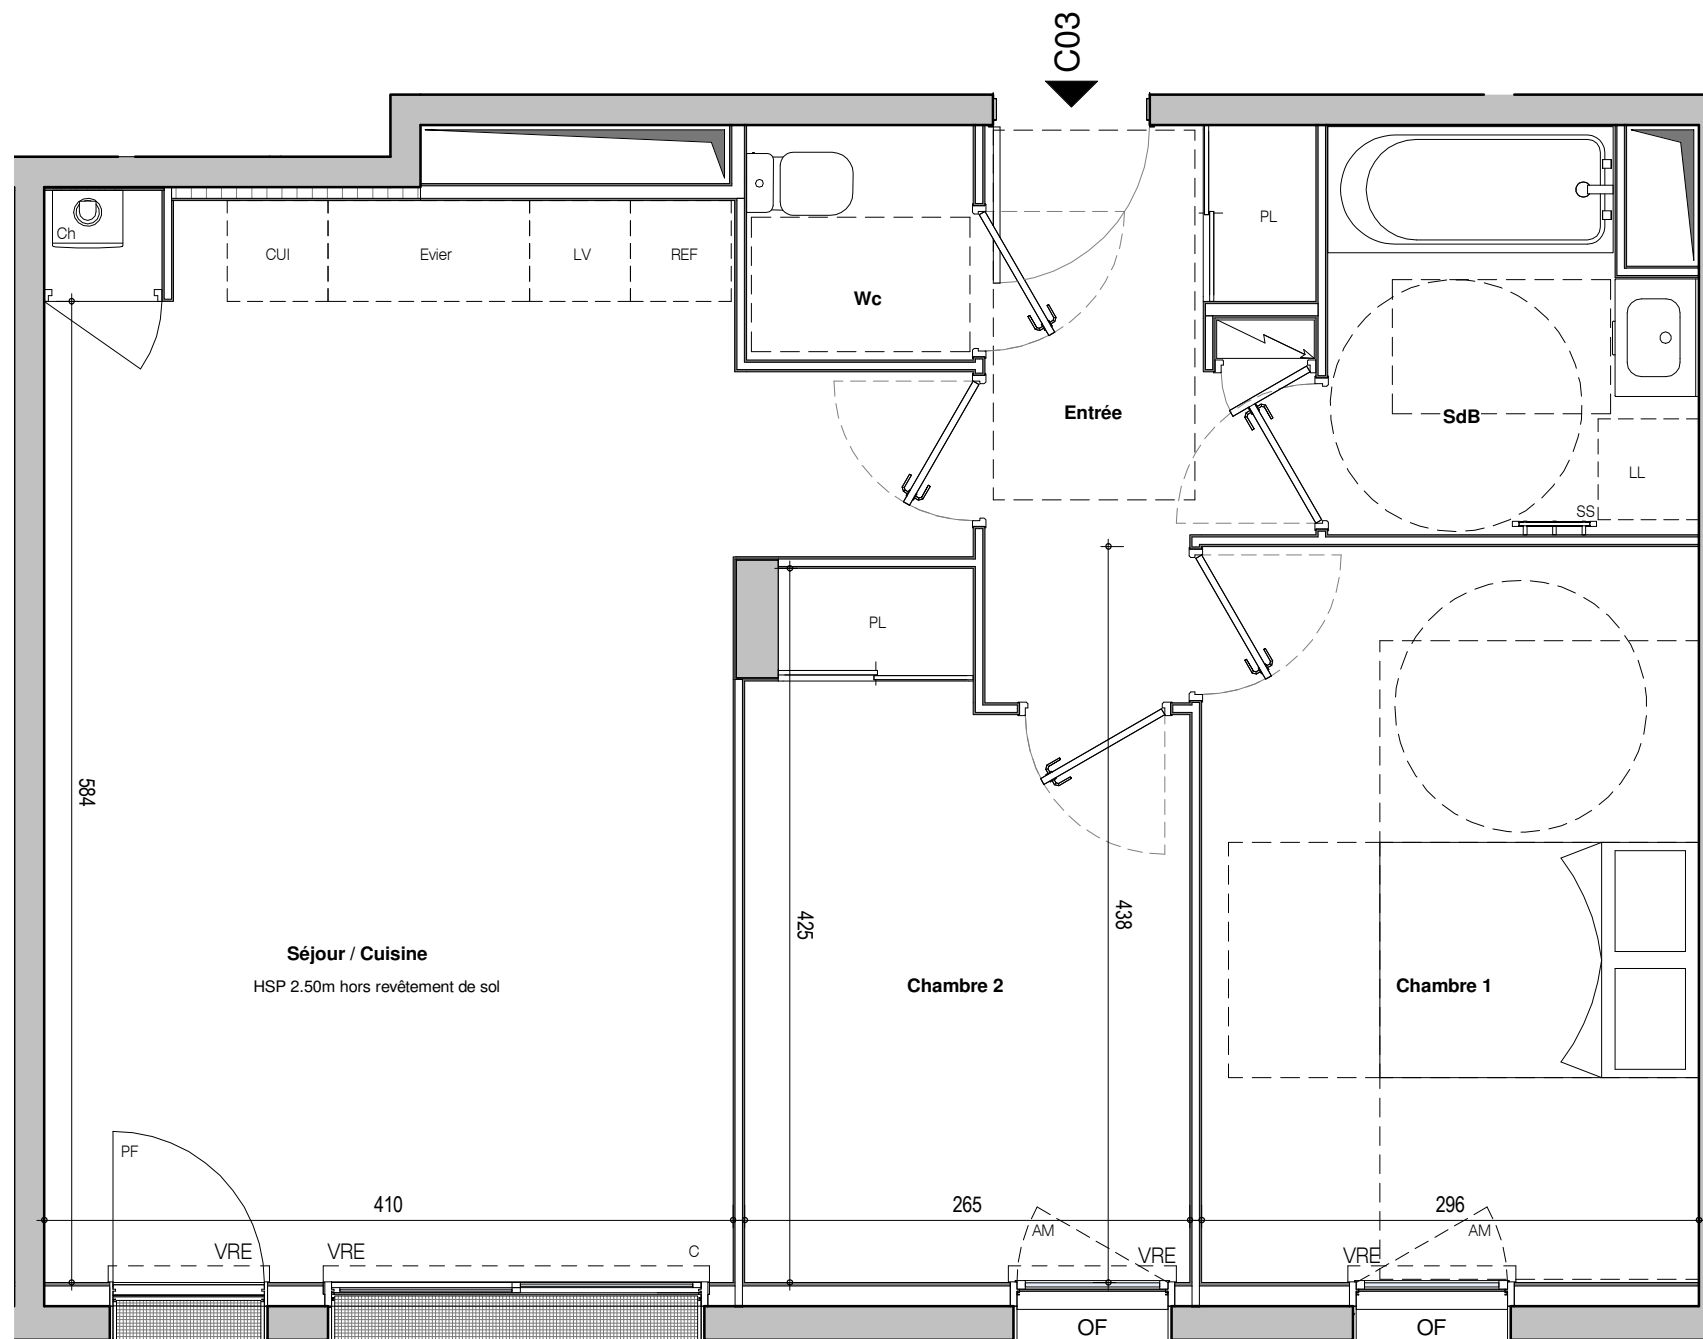 C03
Ch
CUI
Evier
LV
REF
Wc
PL
Entrée
SdB
LL
SS
PL
584
425
438
Séjour / Cuisine
HSP 2.50m hors revêtement de sol
Chambre 2
Chambre 1
PF
410
265
296
VRE
VRE
C
AM
VRE
VRE
AM
OF
OF